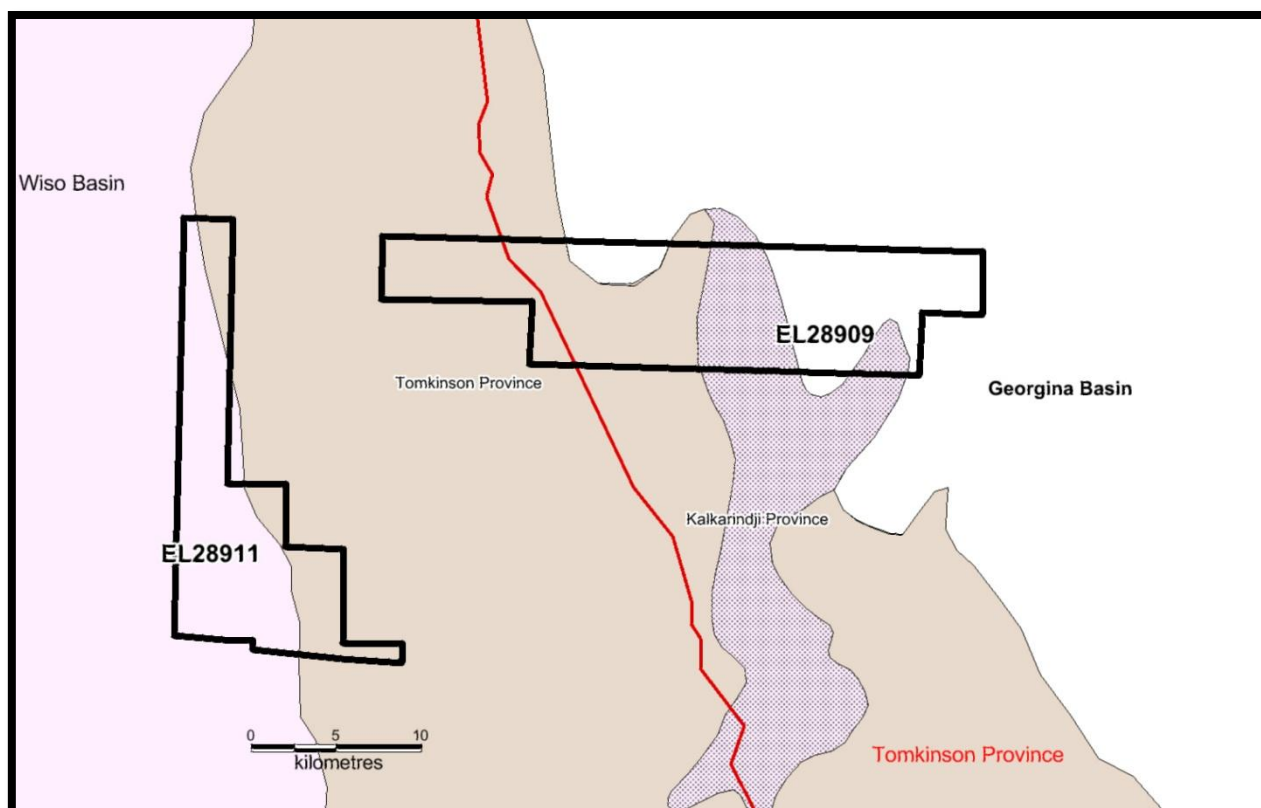 Wiso Basin
EL28909
Tomkinson Province
Georgina Basin
Kalkarindji Province
EL28911
0 5 10
kilometres
Tomkinson Province